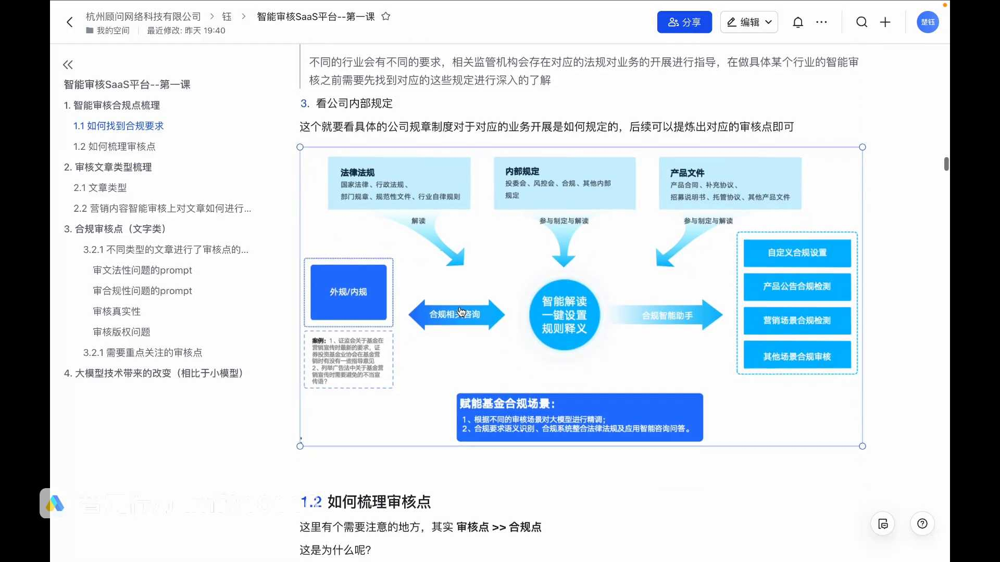 杭州顾问网络科技有限公司 > 钰 > 智能审核SaaS平台--第一课
我的空间 | 最近修改: 昨天 19:40
分享
编辑
楚钰
智能审核SaaS平台--第一课
1. 智能审核合规点梳理
1.1 如何找到合规要求
1.2 如何梳理审核点
2. 审核文章类型梳理
2.1 文章类型
2.2 营销内容智能审核上对文章如何进行...
3. 合规审核点（文字类）
3.2.1 不同类型的文章进行了审核点的...
审文法性问题的prompt
审合规性问题的prompt
审核真实性
审核版权问题
3.2.1 需要重点关注的审核点
4. 大模型技术带来的改变（相比于小模型）
不同的行业会有不同的要求，相关监管机构会存在对应的法规对业务的开展进行指导，在做具体某个行业的智能审
核之前需要先找到对应的这些规定进行深入的了解
3. 看公司内部规定
这个就要看具体的公司规章制度对于对应的业务开展是如何规定的，后续可以提炼出对应的审核点即可
法律法规
国家法律、行政法规、
部门规章、规范性文件、行业自律规则
内部规定
投委会、风控会、合规、其他内部
规定
产品文件
产品合同、补充协议、
招募说明书、托管协议、其他产品文件
解读
参与制定与解读
参与制定与解读
外规/内规
合规相关咨询
智能解读
一键设置
规则释义
合规智能助手
自定义合规设置
产品公告合规检测
营销场景合规检测
其他场景合规审核
案例：1、证监会关于基金在
营销宣传时最新的要求，证
券投资基金业协会在基金营
销时有没有一些指导意见
2、列举广告法中关于基金营
销宣传时需要避免的不当宣
传语？
赋能基金合规场景：
1、根据不同的审核场景对大模型进行精调；
2、合规要求语义识别、合规系统整合法律法规及应用智能咨询问答。
1.2 如何梳理审核点
这里有个需要注意的地方，其实 审核点 >> 合规点
这是为什么呢？